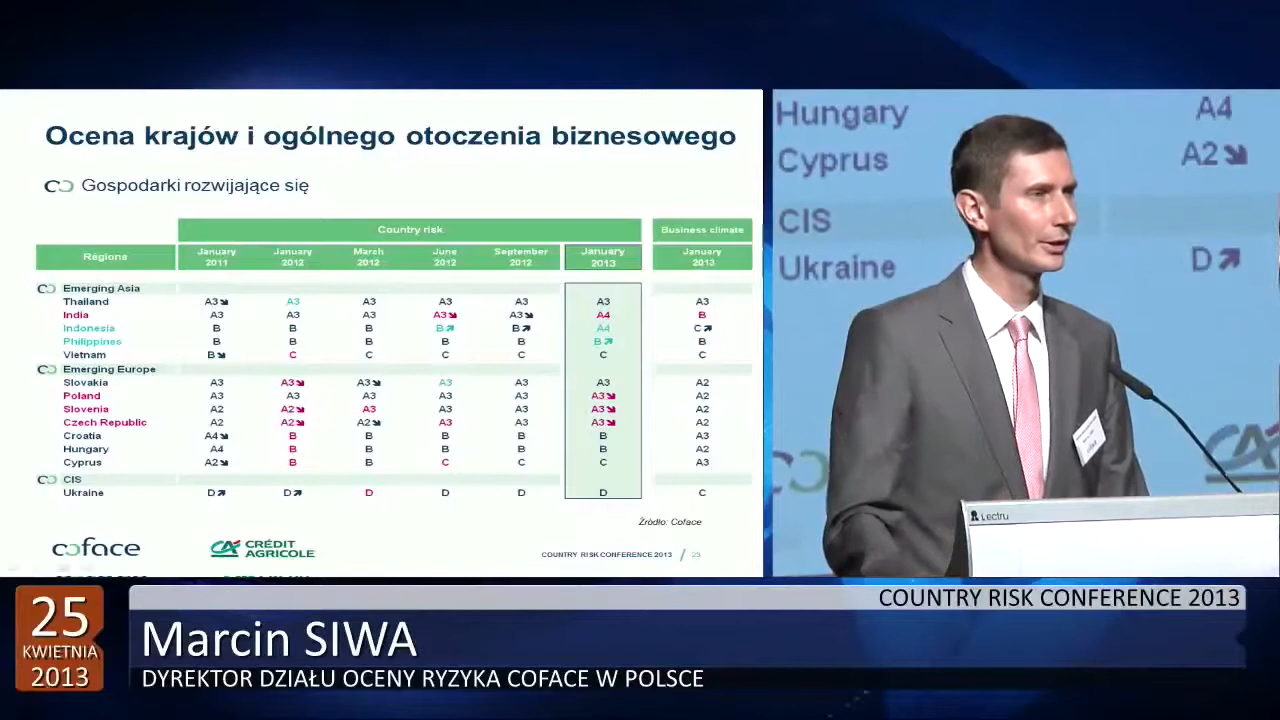 Ocena krajów i ogólnego otoczenia biznesowego
Gospodarki rozwijające się
Country risk Business climate
Régions January 2011 January 2012 March 2012 June 2012 September 2012 January 2013 January 2013
Emerging Asia
Thailand A3↘ A3 A3 A3 A3 A3 A3
India A3 A3 A3 A3↘ A3↘ A4 B
Indonesia B B B B↗ B↗ A4 C↗
Philippines B B B B B B↗ B
Vietnam B↘ C C C C C C
Emerging Europe
Slovakia A3 A3↘ A3↘ A3 A3 A3 A2
Poland A3 A3 A3 A3 A3 A3↘ A2
Slovenia A2 A2↘ A3 A3 A3 A3↘ A2
Czech Republic A2 A2↘ A2↘ A3 A3 A3↘ A2
Croatia A4↘ B B B B B A3
Hungary A4 B B B B B A2
Cyprus A2↘ B B C C C A3
CIS
Ukraine D↗ D↗ D D D D C
Źródło: Coface
coface
CRÉDIT
AGRICOLE
COUNTRY RISK CONFERENCE 2013 / 23
Hungary A4
Cyprus A2↘
CIS
Ukraine D↗
CA
Lectru
25
KWIETNIA
2013
COUNTRY RISK CONFERENCE 2013
Marcin SIWA
DYREKTOR DZIAŁU OCENY RYZYKA COFACE W POLSCE